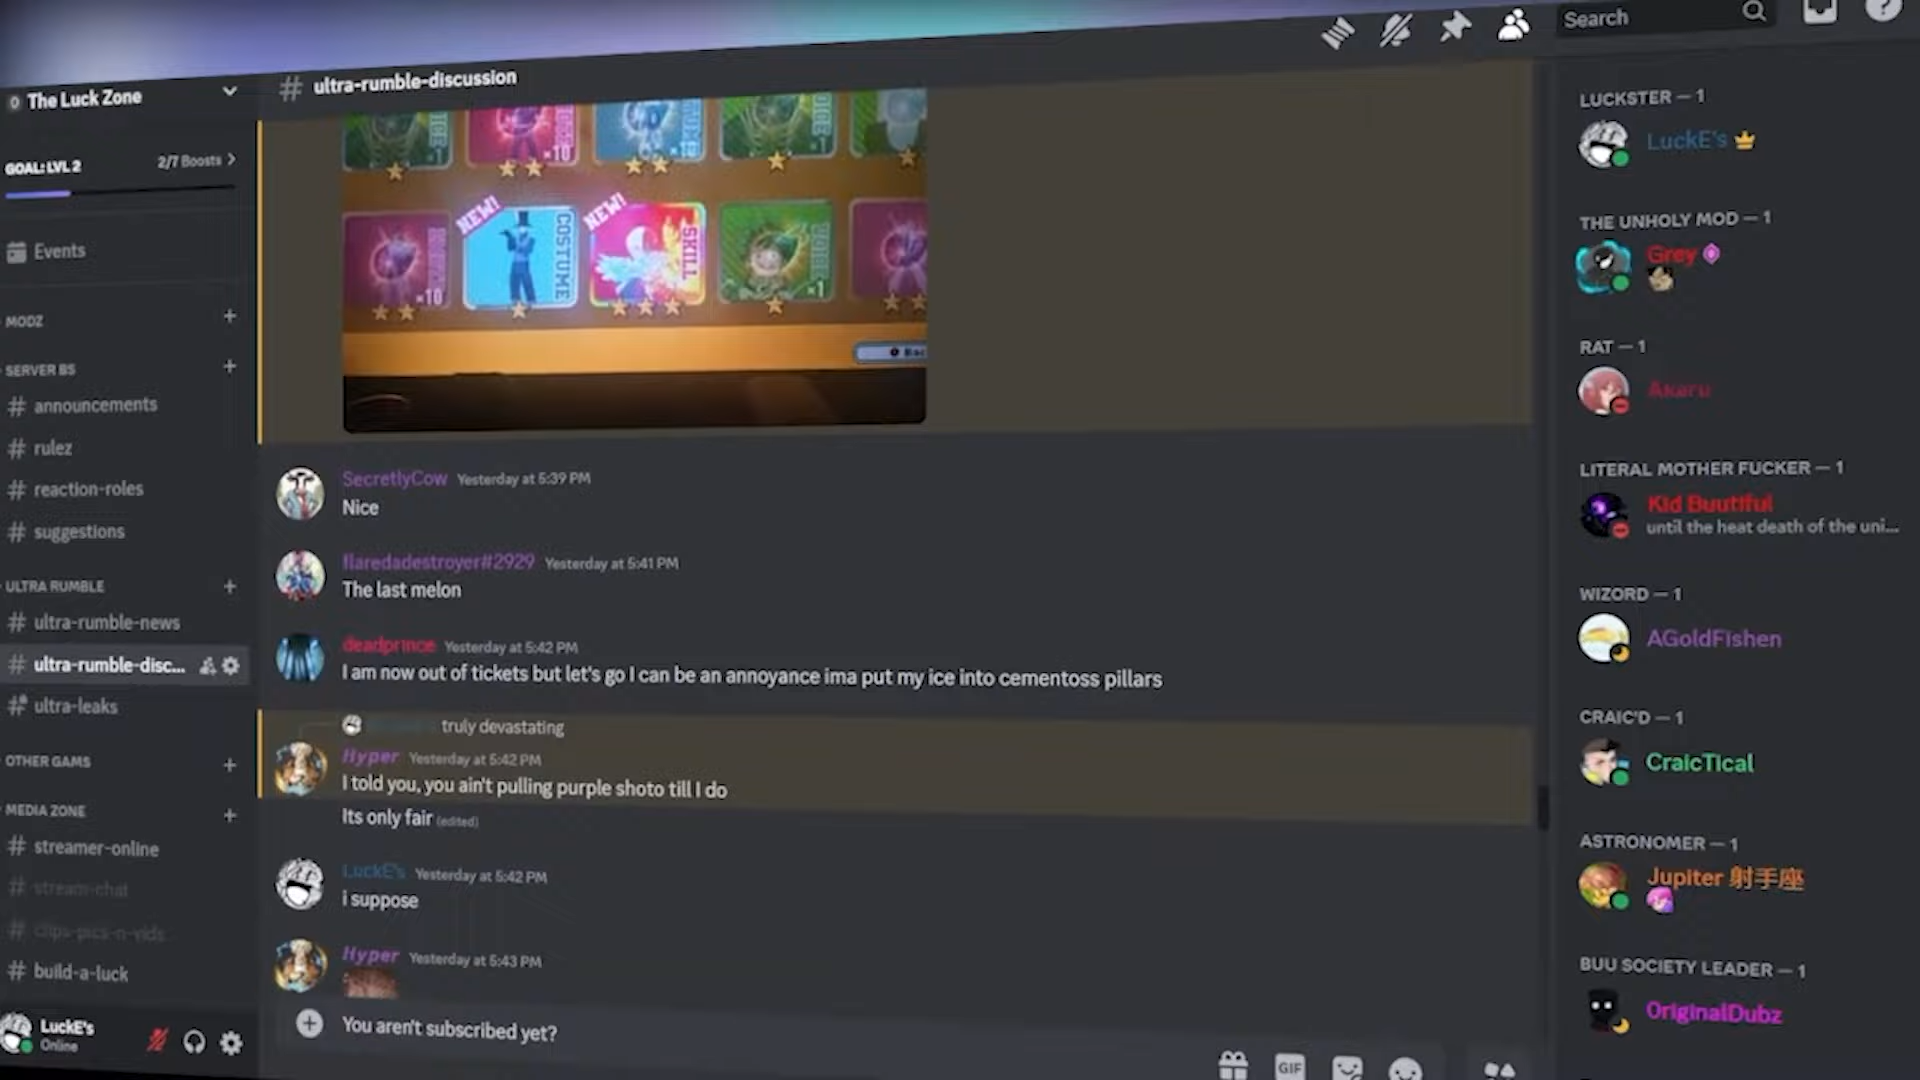 Search
The Luck Zone
GOAL: LVL 2
2/7 Boosts
Events
MODZ
SERVER BS
announcements
rulez
reaction-roles
suggestions
ULTRA RUMBLE
ultra-rumble-news
ultra-rumble-disc...
ultra-leaks
OTHER GAMS
MEDIA ZONE
streamer-online
stream-chat
clips-pics-n-vids
build-a-luck
LuckE's
Online
# ultra-rumble-discussion
×1
×10
×1
×10
NEW!
COSTUME
NEW!
SKILL
×1
SecretlyCow Yesterday at 5:39 PM
Nice
flaredadestroyer#2929 Yesterday at 5:41 PM
The last melon
deadprince Yesterday at 5:42 PM
I am now out of tickets but let's go I can be an annoyance ima put my ice into cementoss pillars
truly devastating
Hyper Yesterday at 5:42 PM
I told you, you ain't pulling purple shoto till I do
Its only fair (edited)
LuckE's Yesterday at 5:42 PM
i suppose
Hyper Yesterday at 5:43 PM
You aren't subscribed yet?
GIF
LUCKSTER — 1
LuckE's
THE UNHOLY MOD — 1
Grey
RAT — 1
Akaru
LITERAL MOTHER FUCKER — 1
Kid Buutiful
until the heat death of the uni...
WIZORD — 1
AGoldFishen
CRAIC'D — 1
CraicTical
ASTRONOMER — 1
Jupiter 射手座
BUU SOCIETY LEADER — 1
OriginalDubz